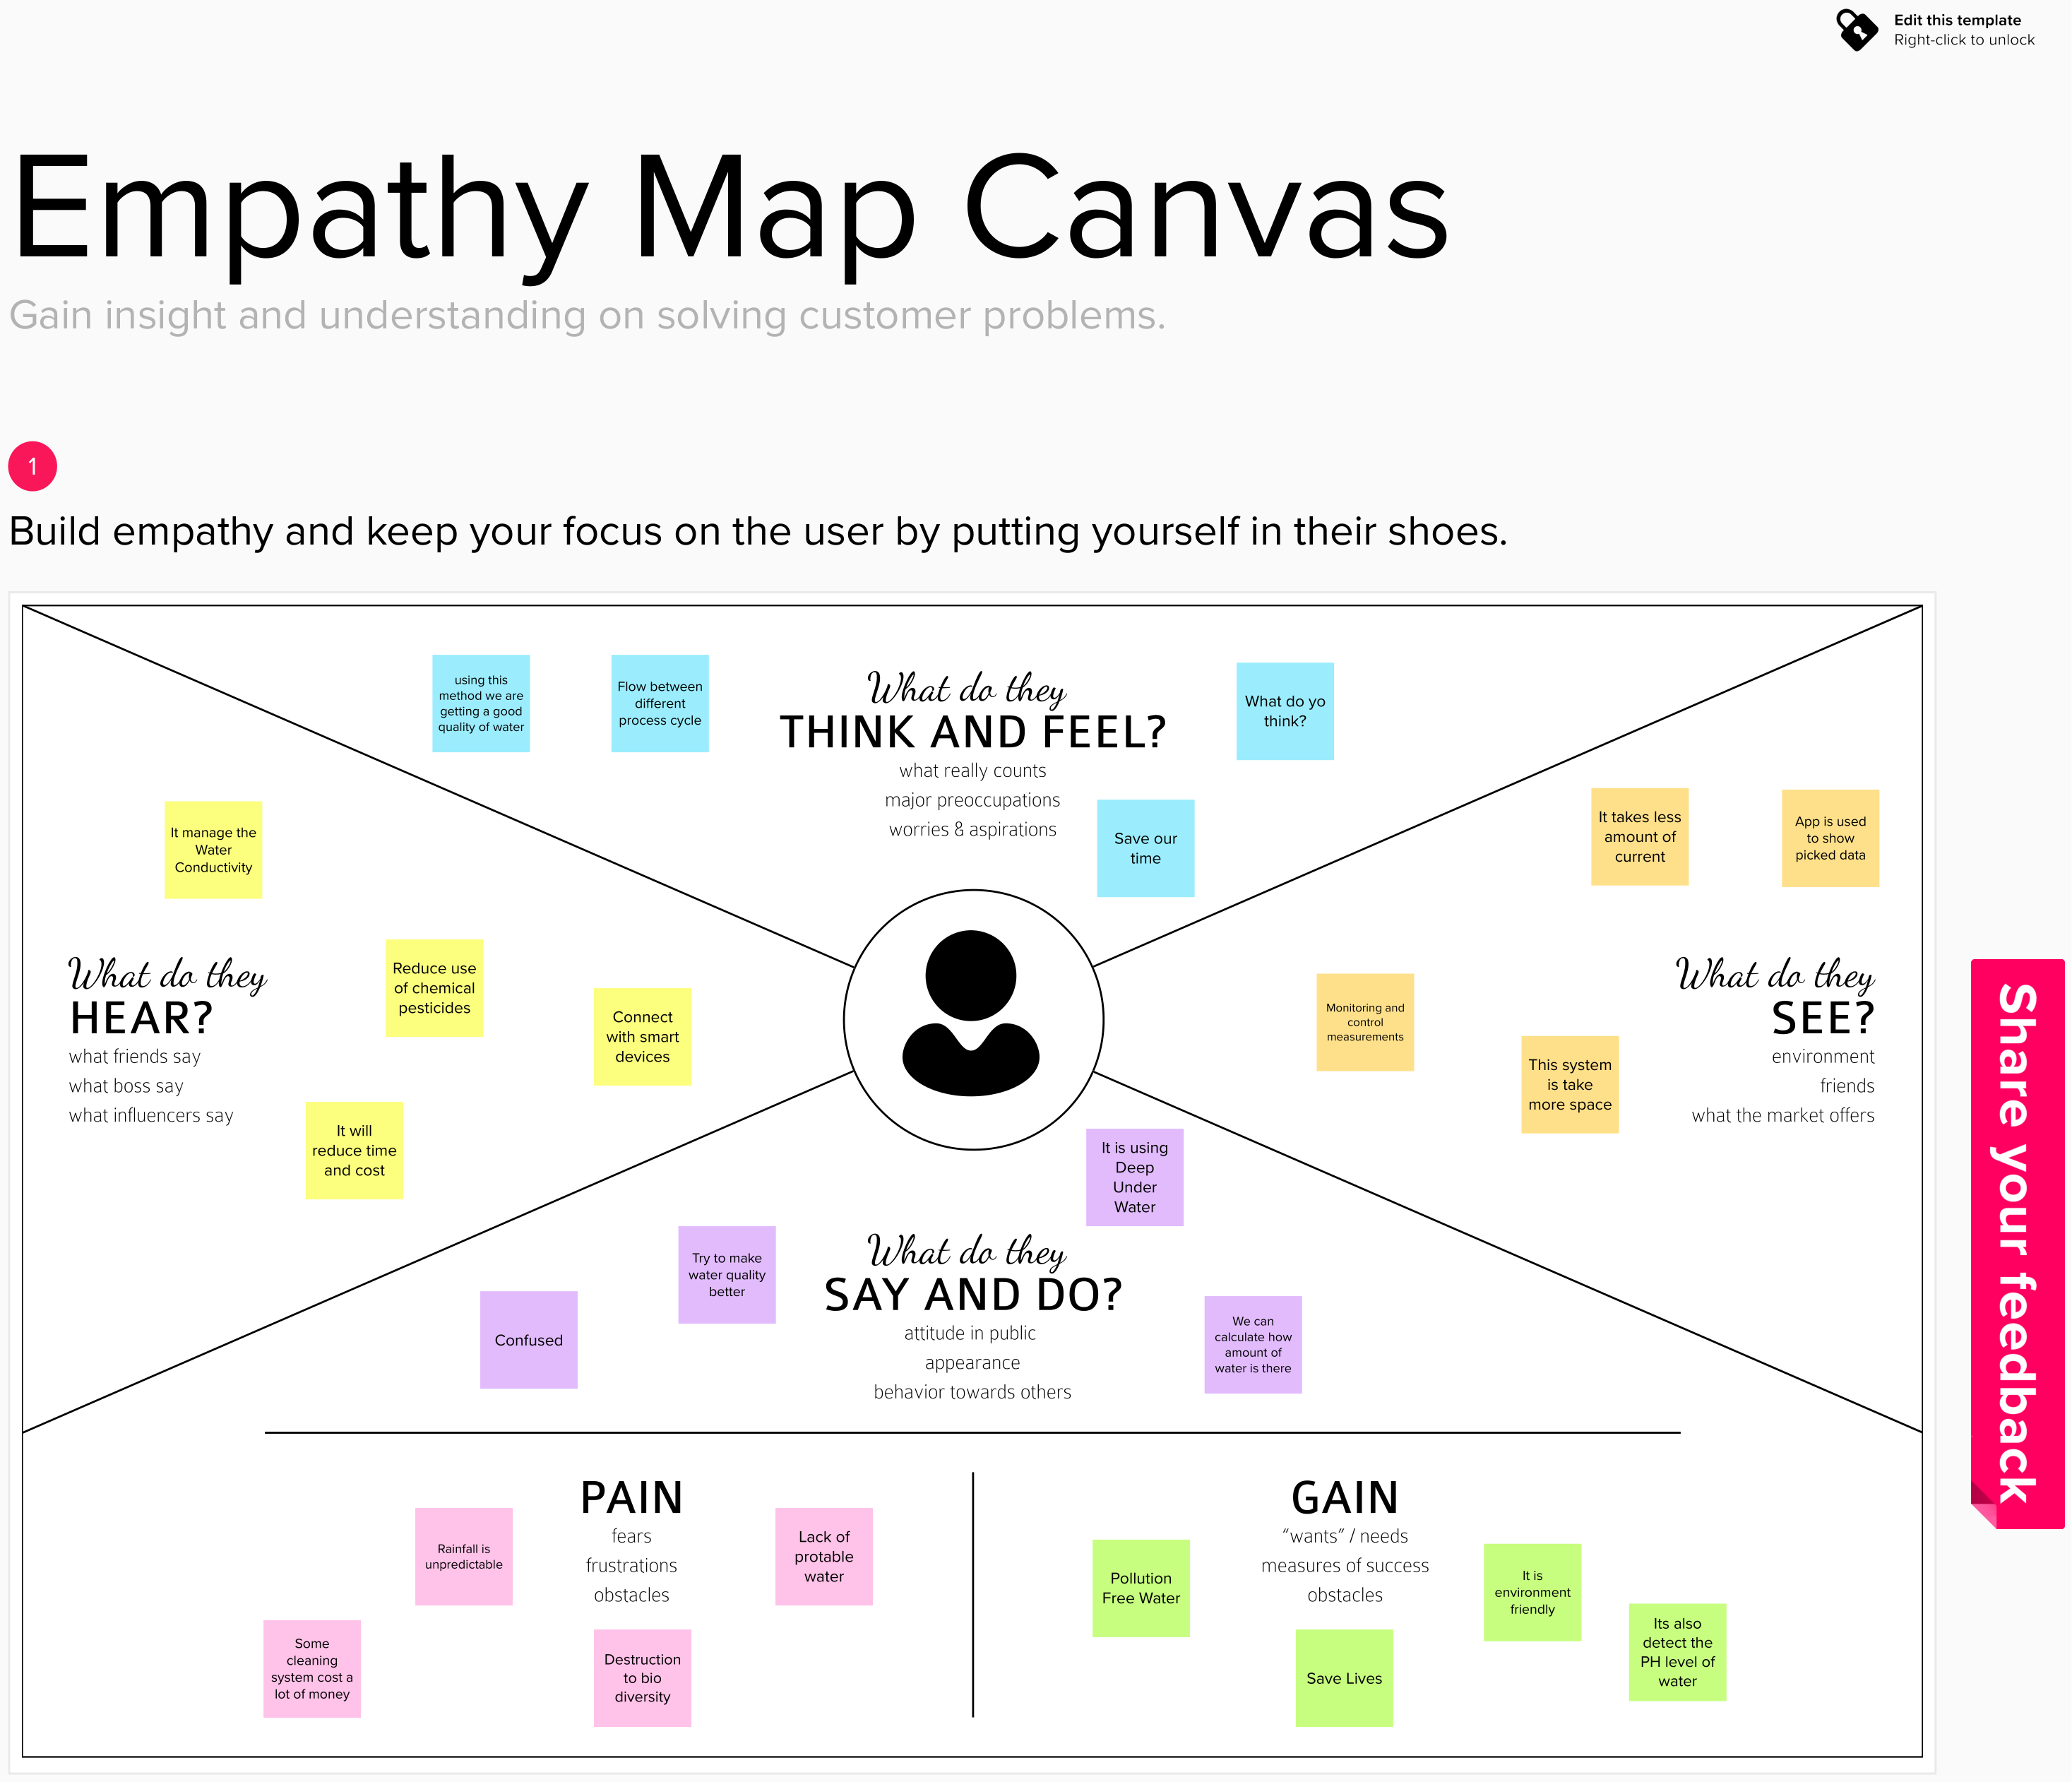 Edit this template
Right-click to unlock
Empathy Map Canvas
Gain insight and understanding on solving customer problems.
1
Build empathy and keep your focus on the user by putting yourself in their shoes.
using this
method we are
getting a good
quality of water
Flow between
different
process cycle
What do they
THINK AND FEEL?
what really counts
major preoccupations
worries & aspirations
What do yo
think?
Save our
time
It manage the
Water
Conductivity
Reduce use
of chemical
pesticides
Connect
with smart
devices
What do they
HEAR?
what friends say
what boss say
what influencers say
It will
reduce time
and cost
It takes less
amount of
current
App is used
to show
picked data
Monitoring and
control
measurements
This system
is take
more space
What do they
SEE?
environment
friends
what the market offers
It is using
Deep
Under
Water
Try to make
water quality
better
Confused
What do they
SAY AND DO?
attitude in public
appearance
behavior towards others
We can
calculate how
amount of
water is there
PAIN
fears
frustrations
obstacles
Rainfall is
unpredictable
Lack of
protable
water
Some
cleaning
system cost a
lot of money
Destruction
to bio
diversity
GAIN
“wants” / needs
measures of success
obstacles
Pollution
Free Water
Save Lives
It is
environment
friendly
Its also
detect the
PH level of
water
Share your feedback